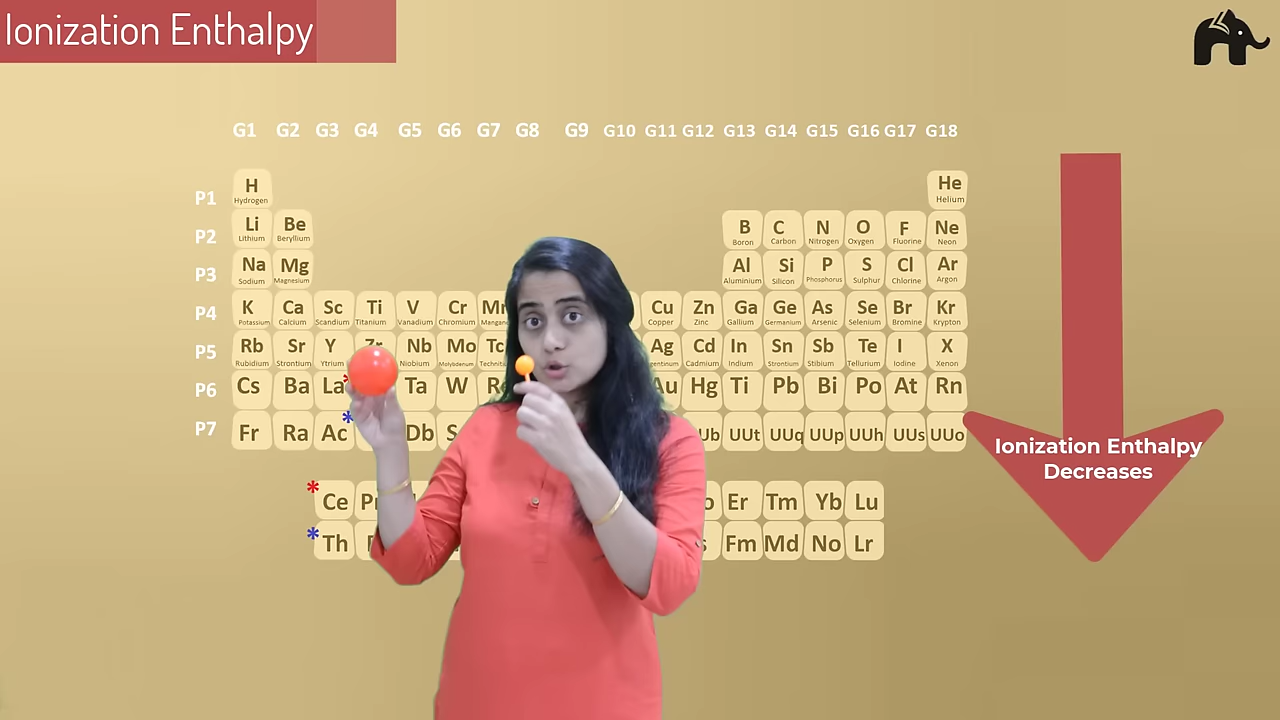 Ionization Enthalpy
G1 G2 G3 G4 G5 G6 G7 G8 G9 G10 G11 G12 G13 G14 G15 G16 G17 G18
P1 H He
Hydrogen Helium
P2 Li Be B C N O F Ne
Lithium Beryllium Boron Carbon Nitrogen Oxygen Fluorine Neon
P3 Na Mg Al Si P S Cl Ar
Sodium Magnesium Aluminium Silicon Phosphorus Sulphur Chlorine Argon
P4 K Ca Sc Ti V Cr Cu Zn Ga Ge As Se Br Kr
Potassium Calcium Scandium Titanium Vanadium Chromium Copper Zinc Gallium Germanium Arsenic Selenium Bromine Krypton
P5 Rb Sr Y Zr Nb Mo Tc Ag Cd In Sn Sb Te I X
Rubidium Strontium Ytrium Niobium Molybdenum Cadmium Indium Strontium Stibium Tellurium Iodine Xenon
P6 Cs Ba La* Ta W Hg Ti Pb Bi Po At Rn
P7 Fr Ra Ac* Db UUt UUq UUp UUh UUs UUo
Ionization Enthalpy
Decreases
* Ce Er Tm Yb Lu
* Th Fm Md No Lr